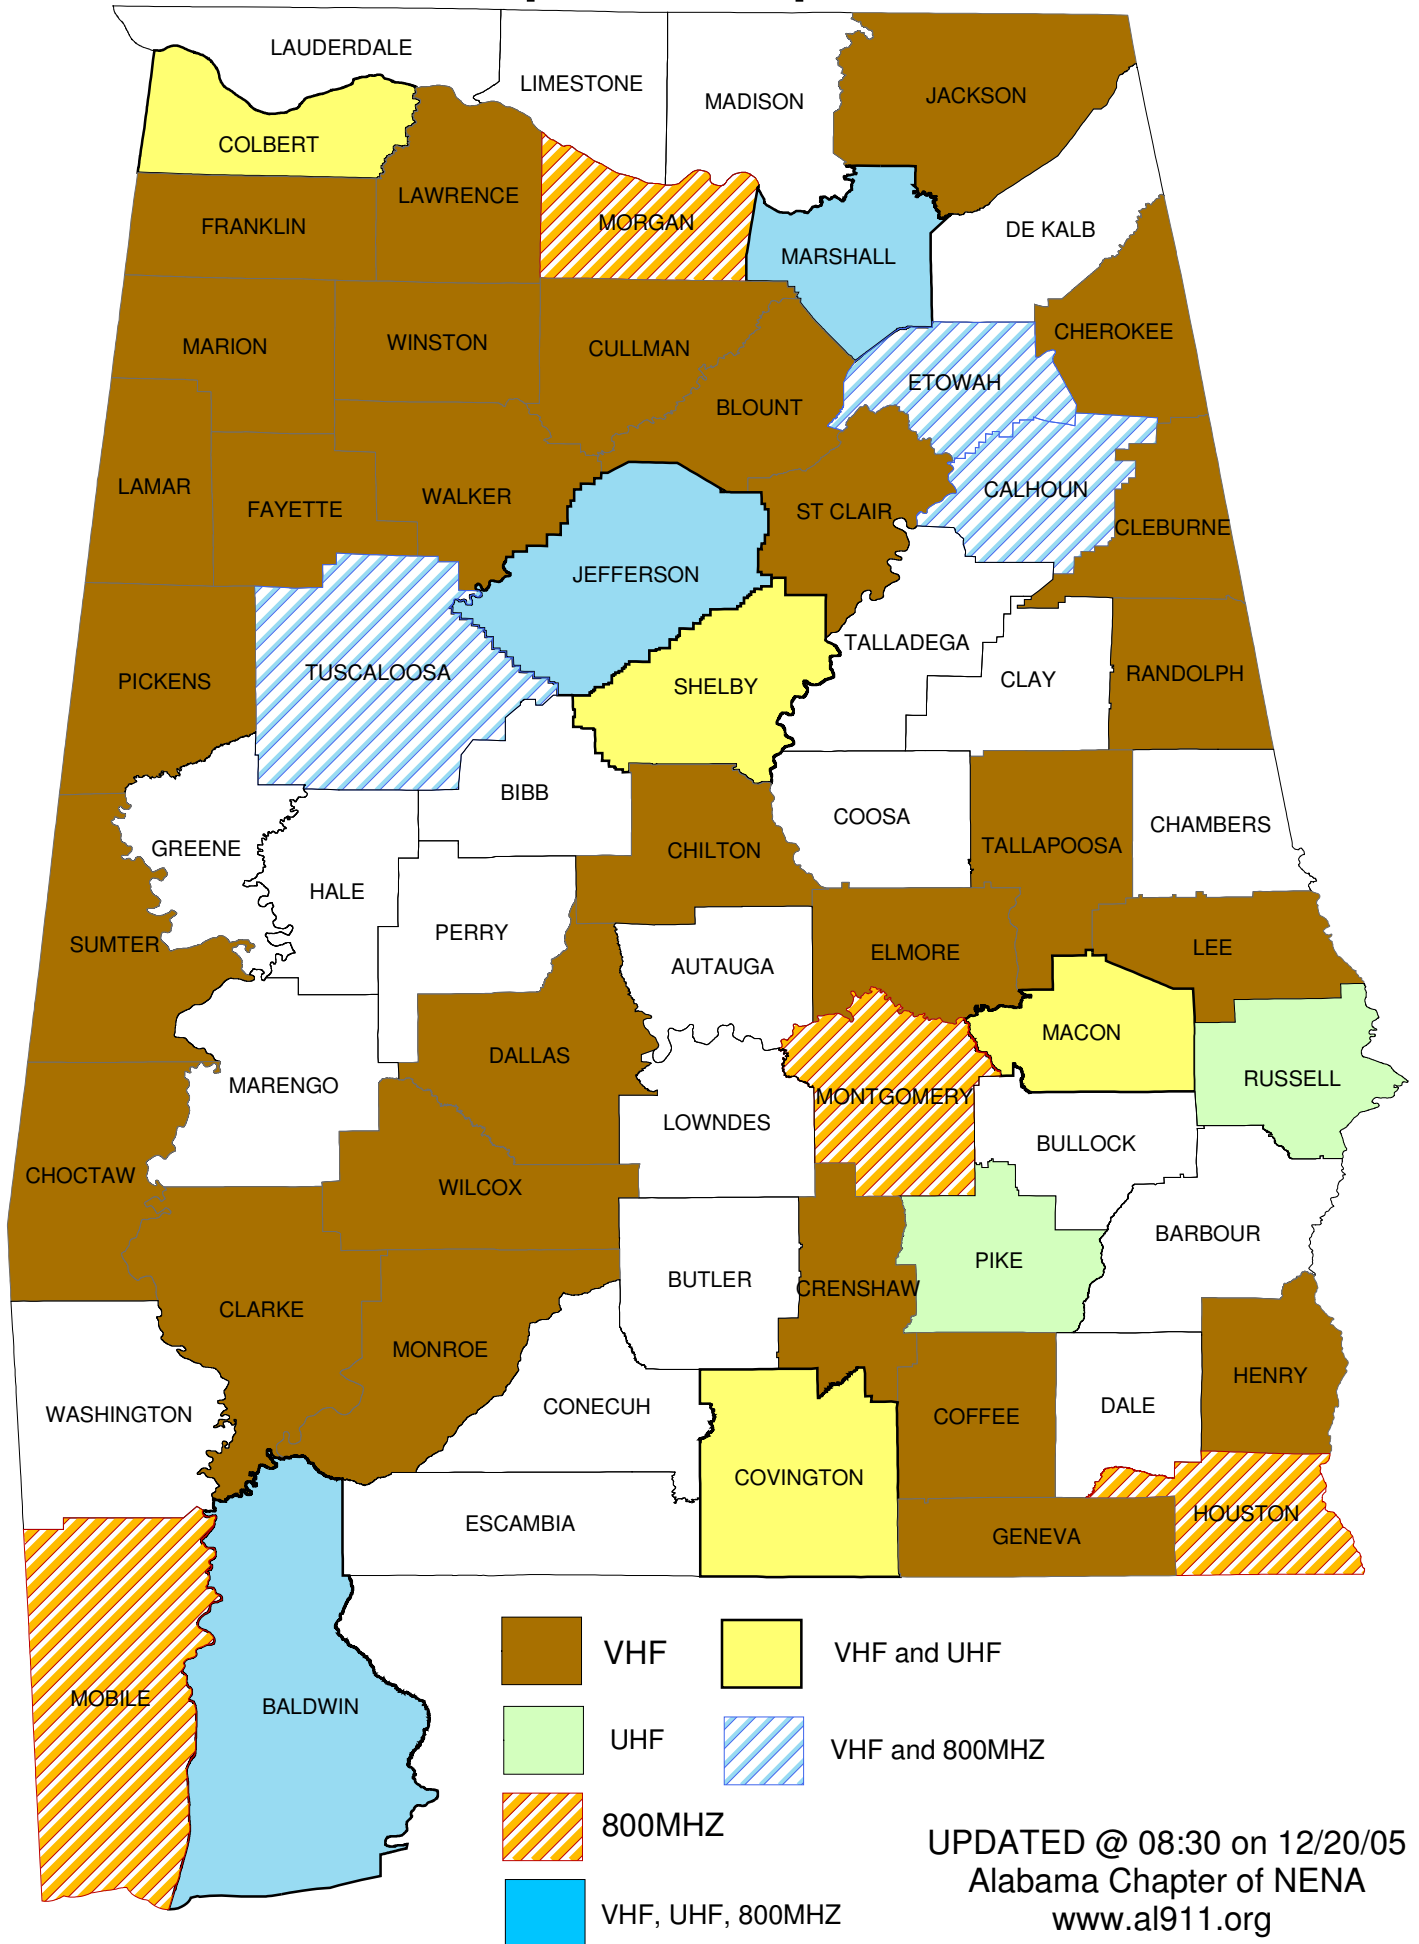 LAUDERDALE
LIMESTONE
MADISON
JACKSON
COLBERT
LAWRENCE
FRANKLIN
MORGAN
DE KALB
MARSHALL
CHEROKEE
MARION
WINSTON
CULLMAN
ETOWAH
BLOUNT
LAMAR
FAYETTE
WALKER
ST CLAIR
CALHOUN
CLEBURNE
JEFFERSON
TALLADEGA
PICKENS
TUSCALOOSA
SHELBY
CLAY
RANDOLPH
BIBB
COOSA
CHAMBERS
GREENE
CHILTON
TALLAPOOSA
HALE
SUMTER
PERRY
AUTAUGA
ELMORE
LEE
DALLAS
MACON
MARENGO
RUSSELL
MONTGOMERY
LOWNDES
BULLOCK
CHOCTAW
WILCOX
BARBOUR
PIKE
BUTLER
CRENSHAW
CLARKE
MONROE
HENRY
WASHINGTON
CONECUH
COFFEE
DALE
COVINGTON
ESCAMBIA
GENEVA
HOUSTON
MOBILE
BALDWIN
VHF
VHF and UHF
UHF
VHF and 800MHZ
800MHZ
VHF, UHF, 800MHZ
UPDATED @ 08:30 on 12/20/05
Alabama Chapter of NENA
www.al911.org